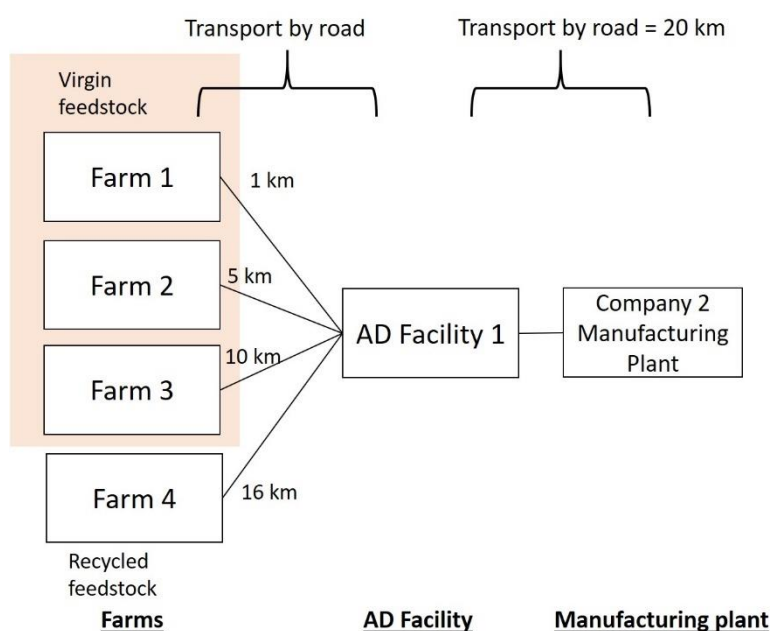 Transport by road
Transport by road = 20 km
Virgin
feedstock
Farm 1
1 km
Farm 2
5 km
Farm 3
10 km
Farm 4
16 km
AD Facility 1
Company 2
Manufacturing
Plant
Recycled
feedstock
Farms
AD Facility
Manufacturing plant